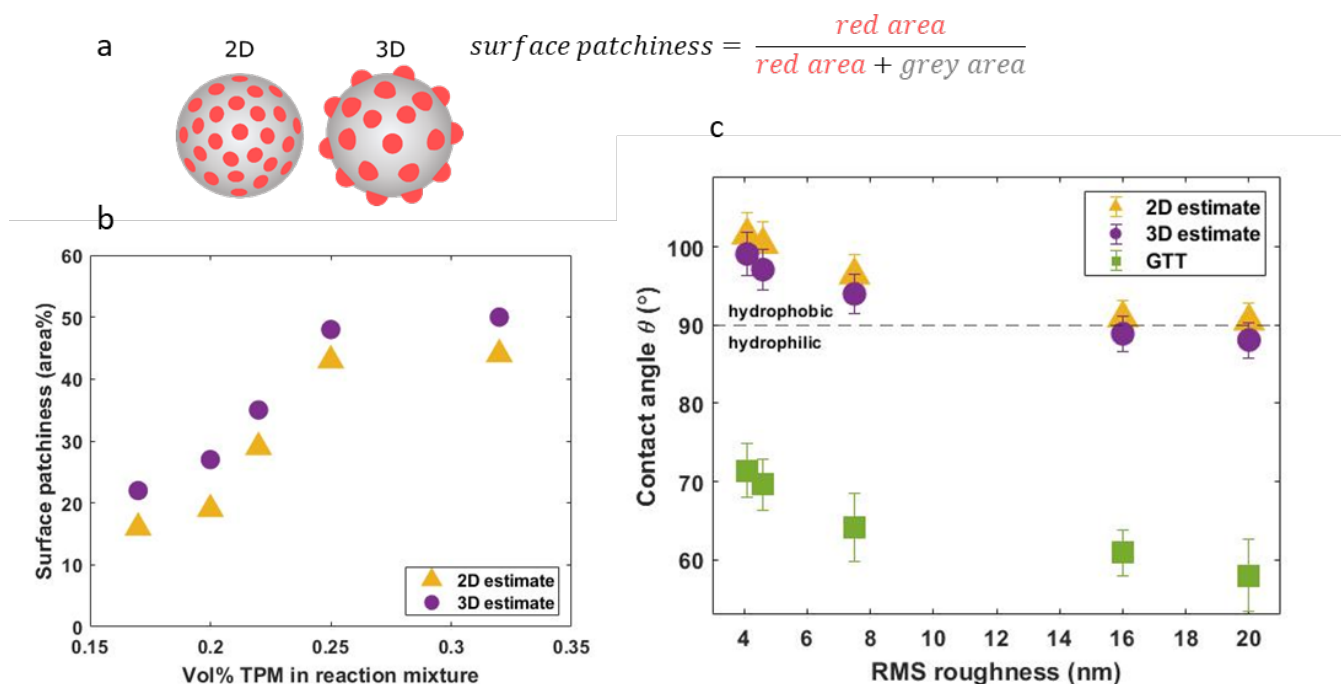 a
2D
3D
surface patchiness = red area / red area + grey area
b
60
50
40
30
20
10
0
Surface patchiness (area%)
0.15
0.2
0.25
0.3
0.35
Vol% TPM in reaction mixture
2D estimate
3D estimate
c
100
90
80
70
60
Contact angle θ (°)
hydrophobic
hydrophilic
2D estimate
3D estimate
GTT
4
6
8
10
12
14
16
18
20
RMS roughness (nm)